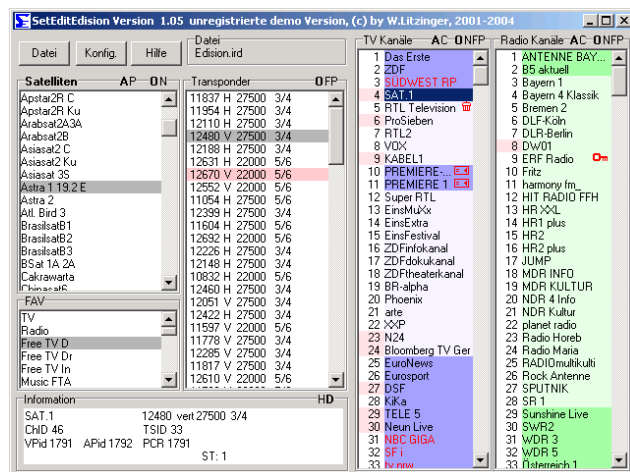 SetEditEdision Version 1.05 unregistrierte demo Version, (c) by W.Litzinger, 2001-2004
Datei
Konfig.
Hilfe
Datei
Edision.ird
Satelliten AP ON
Apstar2R C
Apstar2R Ku
Arabsat2A3A
Arabsat2B
Asiasat2 C
Asiasat2 Ku
Asiasat 3S
Astra 1 19.2 E
Astra 2
Atl. Bird 3
BrasilsatB1
BrasilsatB2
BrasilsatB3
BSat 1A 2A
Cakrawarta
Chinasat6
FAV
TV
Radio
Free TV D
Free TV Dr
Free TV In
Music FTA
Transponder OFP
11837 H 27500 3/4
11954 H 27500 3/4
12110 H 27500 3/4
12480 V 27500 3/4
12188 H 27500 3/4
12631 H 22000 5/6
12670 V 22000 5/6
12552 V 22000 5/6
11054 H 27500 5/6
12399 H 27500 3/4
11604 H 27500 5/6
12692 H 22000 5/6
12226 H 27500 3/4
12148 H 27500 3/4
10832 H 22000 5/6
12460 H 27500 3/4
12051 V 27500 3/4
12422 H 27500 3/4
11597 V 22000 5/6
11778 V 27500 3/4
12285 V 27500 3/4
11817 V 27500 3/4
12610 V 22000 5/6
Information HD
SAT.1 12480 vert 27500 3/4
ChID 46 TSID 33
VPid 1791 APid 1792 PCR 1791
ST: 1
TV Kanäle AC ONFP
1 Das Erste
2 ZDF
3 SÜDWEST RP
4 SAT.1
5 RTL Television
6 ProSieben
7 RTL2
8 VOX
9 KABEL1
10 PREMIERE-...
11 PREMIERE 1
12 Super RTL
13 EinsMuXx
14 EinsExtra
15 EinsFestival
16 ZDFinfokanal
17 ZDFdokukanal
18 ZDFtheaterkanal
19 BR-alpha
20 Phoenix
21 arte
22 XXP
23 N24
24 Bloomberg TV Ger
25 EuroNews
26 Eurosport
27 DSF
28 KiKa
29 TELE 5
30 Neun Live
31 NBC GIGA
32 SF i
33 tv.nrw
Radio Kanäle AC ONFP
1 ANTENNE BAY...
2 B5 aktuell
3 Bayern 1
4 Bayern 4 Klassik
5 Bremen 2
6 DLF-Köln
7 DLR-Berlin
8 DW01
9 ERF Radio
10 Fritz
11 harmony fm_
12 HIT RADIO FFH
13 HR XXL
14 HR1 plus
15 HR2
16 HR2 plus
17 JUMP
18 MDR INFO
19 MDR KULTUR
20 NDR 4 Info
21 NDR Kultur
22 planet radio
23 Radio Horeb
24 Radio Maria
25 RADIOmultikulti
26 Rock Antenne
27 SPUTNIK
28 SR 1
29 Sunshine Live
30 SWR2
31 WDR 3
32 WDR 5
33 Österreich 1